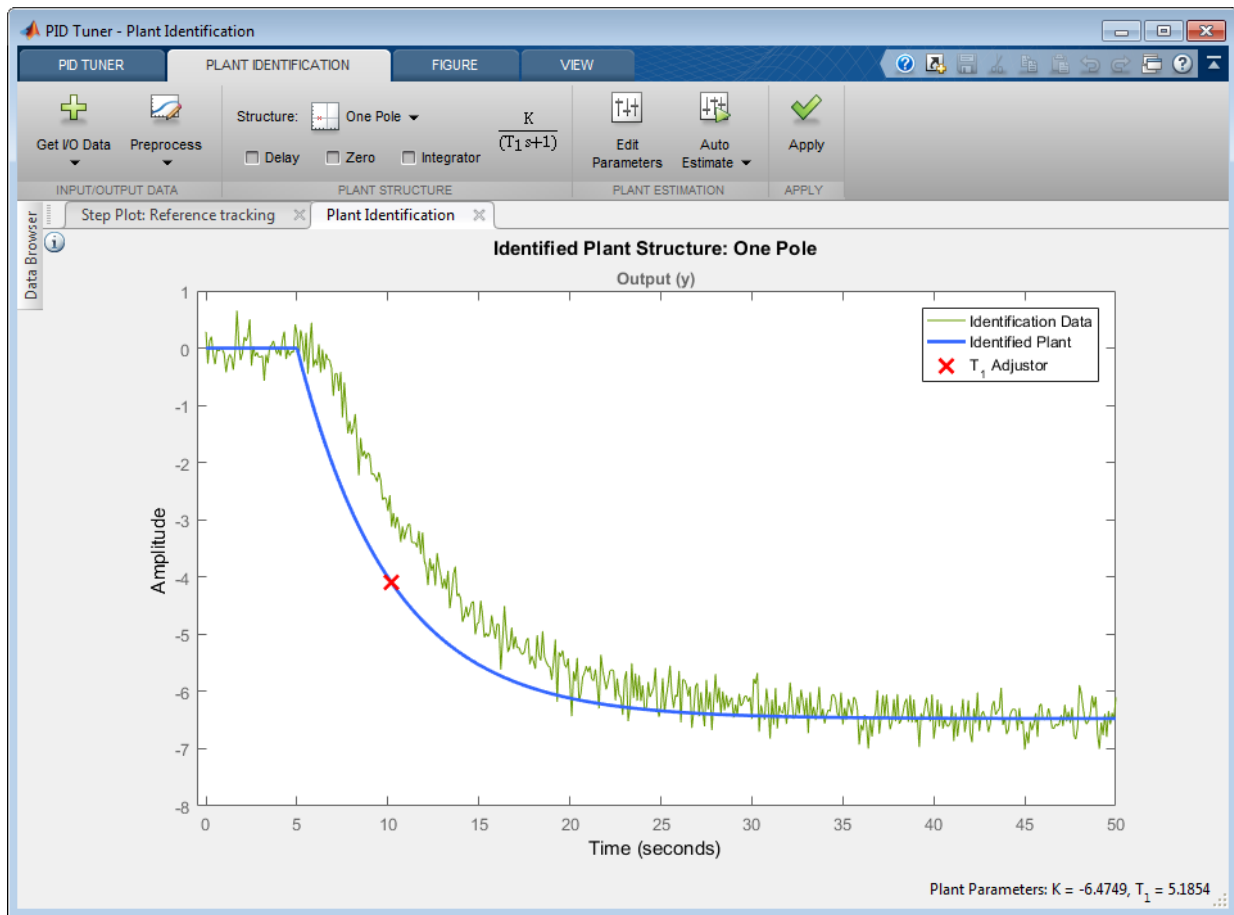 PID Tuner - Plant Identification
PID TUNER
PLANT IDENTIFICATION
FIGURE
VIEW
Get I/O Data
Preprocess
Structure:
One Pole
Delay
Zero
Integrator
K
(T1s+1)
Edit
Parameters
Auto
Estimate
Apply
INPUT/OUTPUT DATA
PLANT STRUCTURE
PLANT ESTIMATION
APPLY
Data Browser
Step Plot: Reference tracking
Plant Identification
Identified Plant Structure: One Pole
Output (y)
Identification Data
Identified Plant
T1 Adjustor
Amplitude
1
0
-1
-2
-3
-4
-5
-6
-7
-8
0 5 10 15 20 25 30 35 40 45 50
Time (seconds)
Plant Parameters: K = -6.4749, T1 = 5.1854